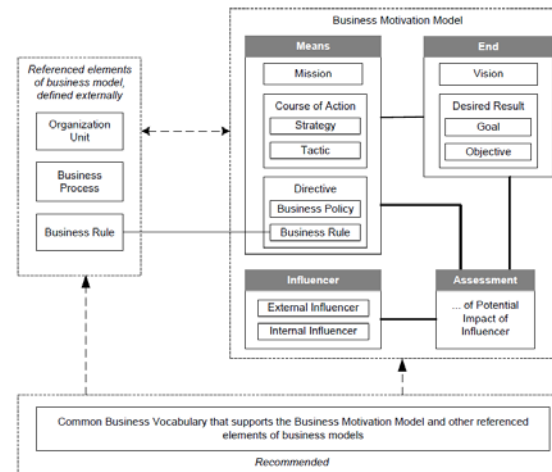 Business Motivation Model
Means
End
Referenced elements
of business model,
defined externally
Mission
Vision
Organization
Unit
Course of Action
Strategy
Tactic
Desired Result
Goal
Objective
Business
Process
Directive
Business Policy
Business Rule
Business Rule
Influencer
External Influencer
Internal Influencer
Assessment
... of Potential
Impact of
Influencer
Common Business Vocabulary that supports the Business Motivation Model and other referenced
elements of business models
Recommended